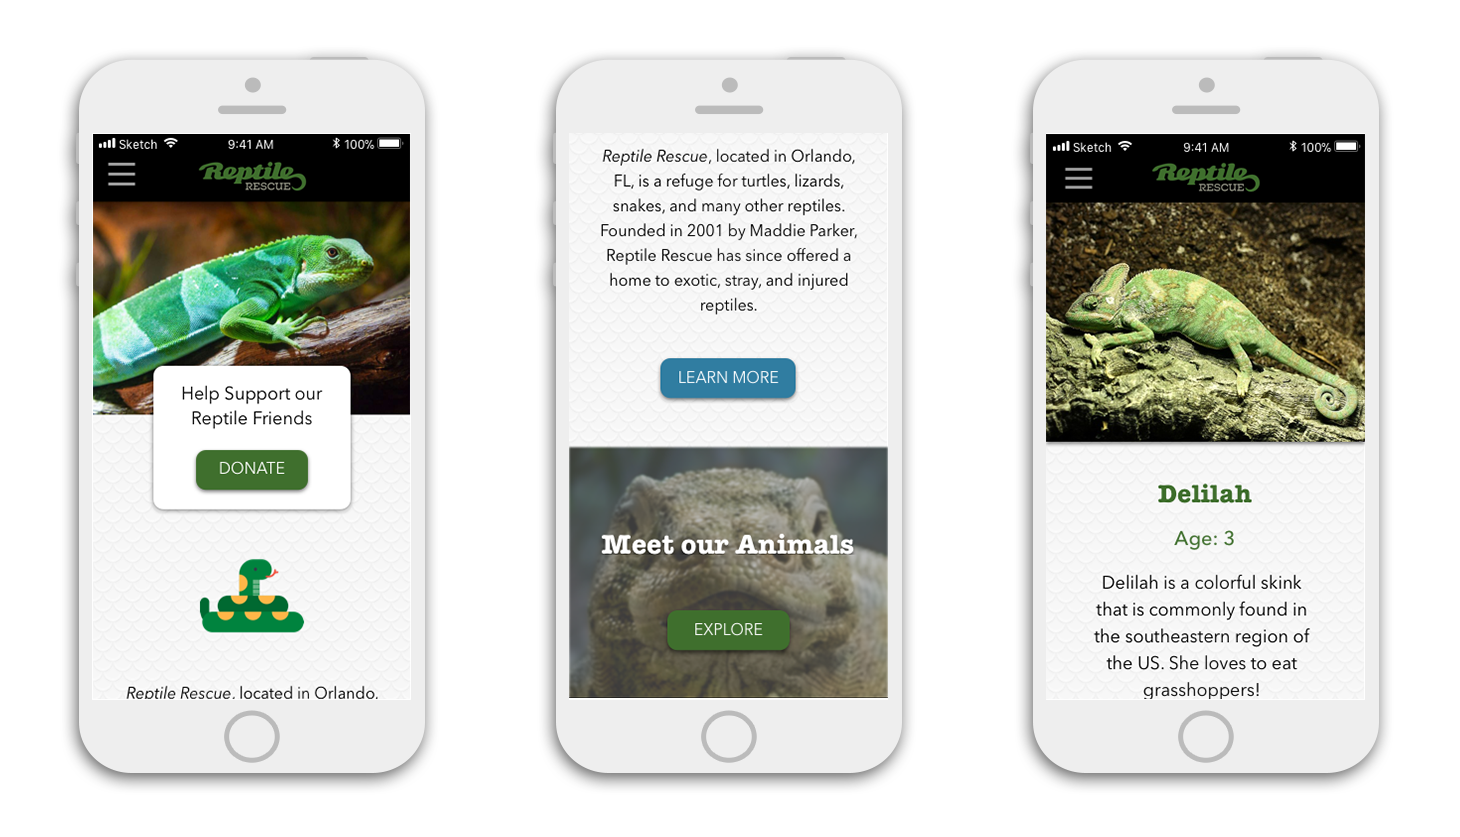 Sketch 9:41 AM 100%
Reptile
RESCUE
Help Support our
Reptile Friends
DONATE
Reptile Rescue, located in Orlando,
Reptile Rescue, located in Orlando,
FL, is a refuge for turtles, lizards,
snakes, and many other reptiles.
Founded in 2001 by Maddie Parker,
Reptile Rescue has since offered a
home to exotic, stray, and injured
reptiles.
LEARN MORE
Meet our Animals
EXPLORE
Sketch 9:41 AM 100%
Reptile
RESCUE
Delilah
Age: 3
Delilah is a colorful skink
that is commonly found in
the southeastern region of
the US. She loves to eat
grasshoppers!